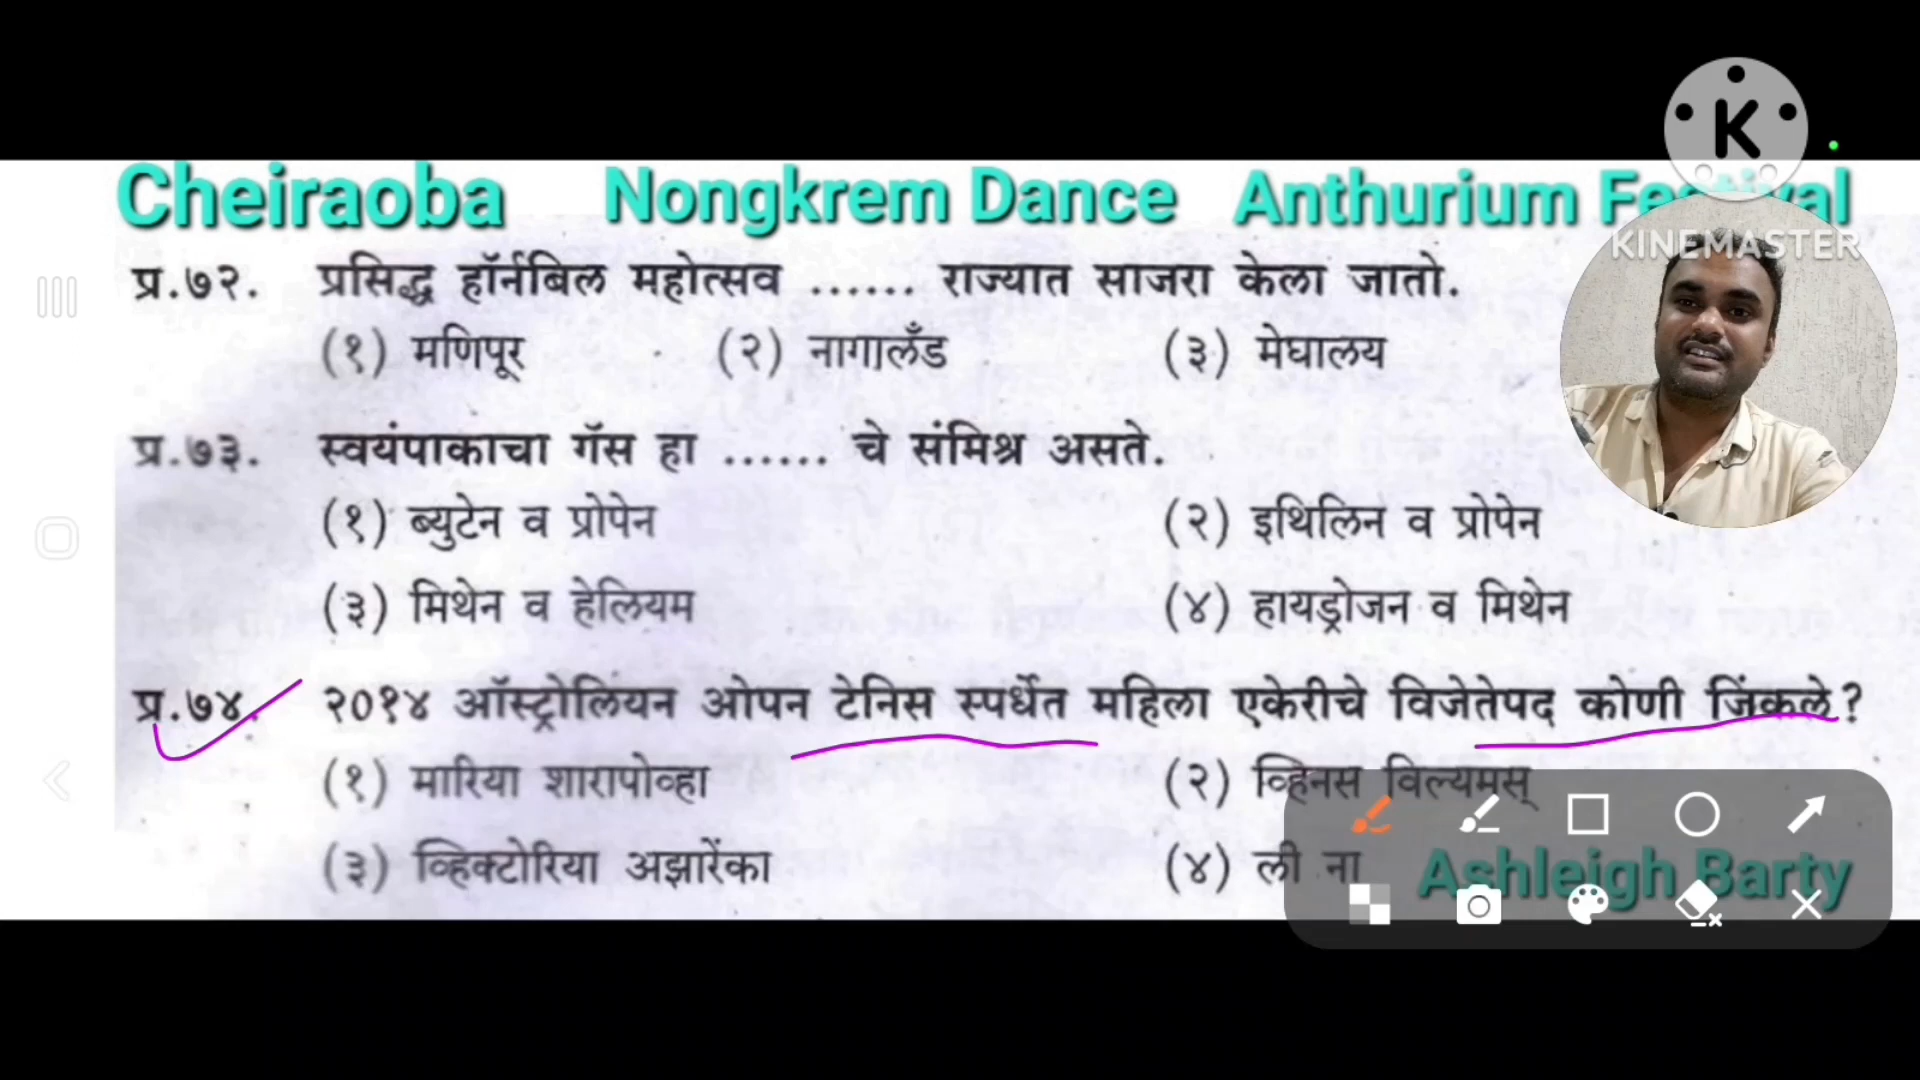 Cheiraoba Nongkrem Dance Anthurium Festival
KINEMASTER
प्र.७२. प्रसिद्ध हॉर्नबिल महोत्सव ...... राज्यात साजरा केला जातो.
(१) मणिपूर (२) नागालँड (३) मेघालय
प्र.७३. स्वयंपाकाचा गॅस हा ...... चे संमिश्र असते.
(१) ब्युटेन व प्रोपेन (२) इथिलिन व प्रोपेन
(३) मिथेन व हेलियम (४) हायड्रोजन व मिथेन
प्र.७४. २०१४ ऑस्ट्रोलियन ओपन टेनिस स्पर्धेत महिला एकेरीचे विजेतेपद कोणी जिंकले?
(१) मारिया शारापोव्हा (२) व्हिनस विल्यमस्
(३) व्हिक्टोरिया अझारेंका (४) ली ना Ashleigh Barty